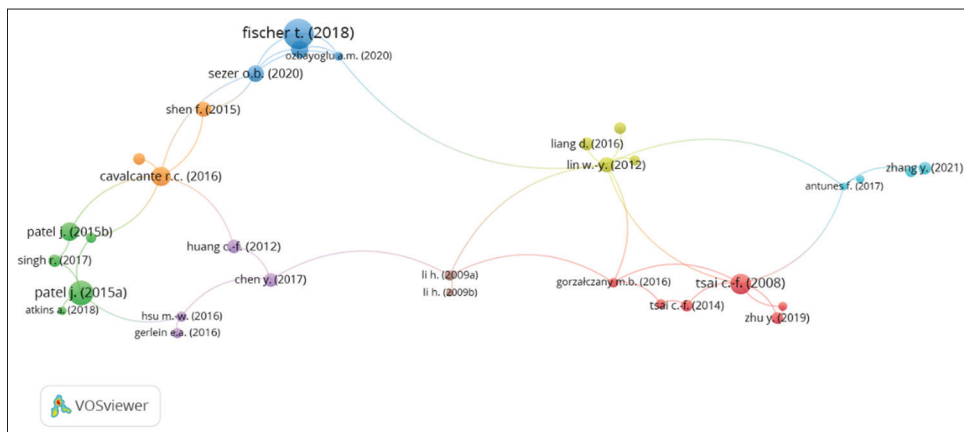 fischer t. (2018)
ozbayoglu a.m. (2020)
sezer o.b. (2020)
shen f. (2015)
liang d. (2016)
lin w.-y. (2012)
zhang y. (2021)
cavalcante r.c. (2016)
antunes f. (2017)
patel j. (2015b)
huang c.-f. (2012)
singh r. (2017)
chen y. (2017)
li h. (2009a)
gorzałczany m.b. (2016)
tsai c.-f. (2008)
patel j. (2015a)
li h. (2009b)
tsai c.-f. (2014)
atkins a. (2018)
hsu m.-w. (2016)
zhu y. (2019)
gerlein e.a. (2016)
VOSviewer